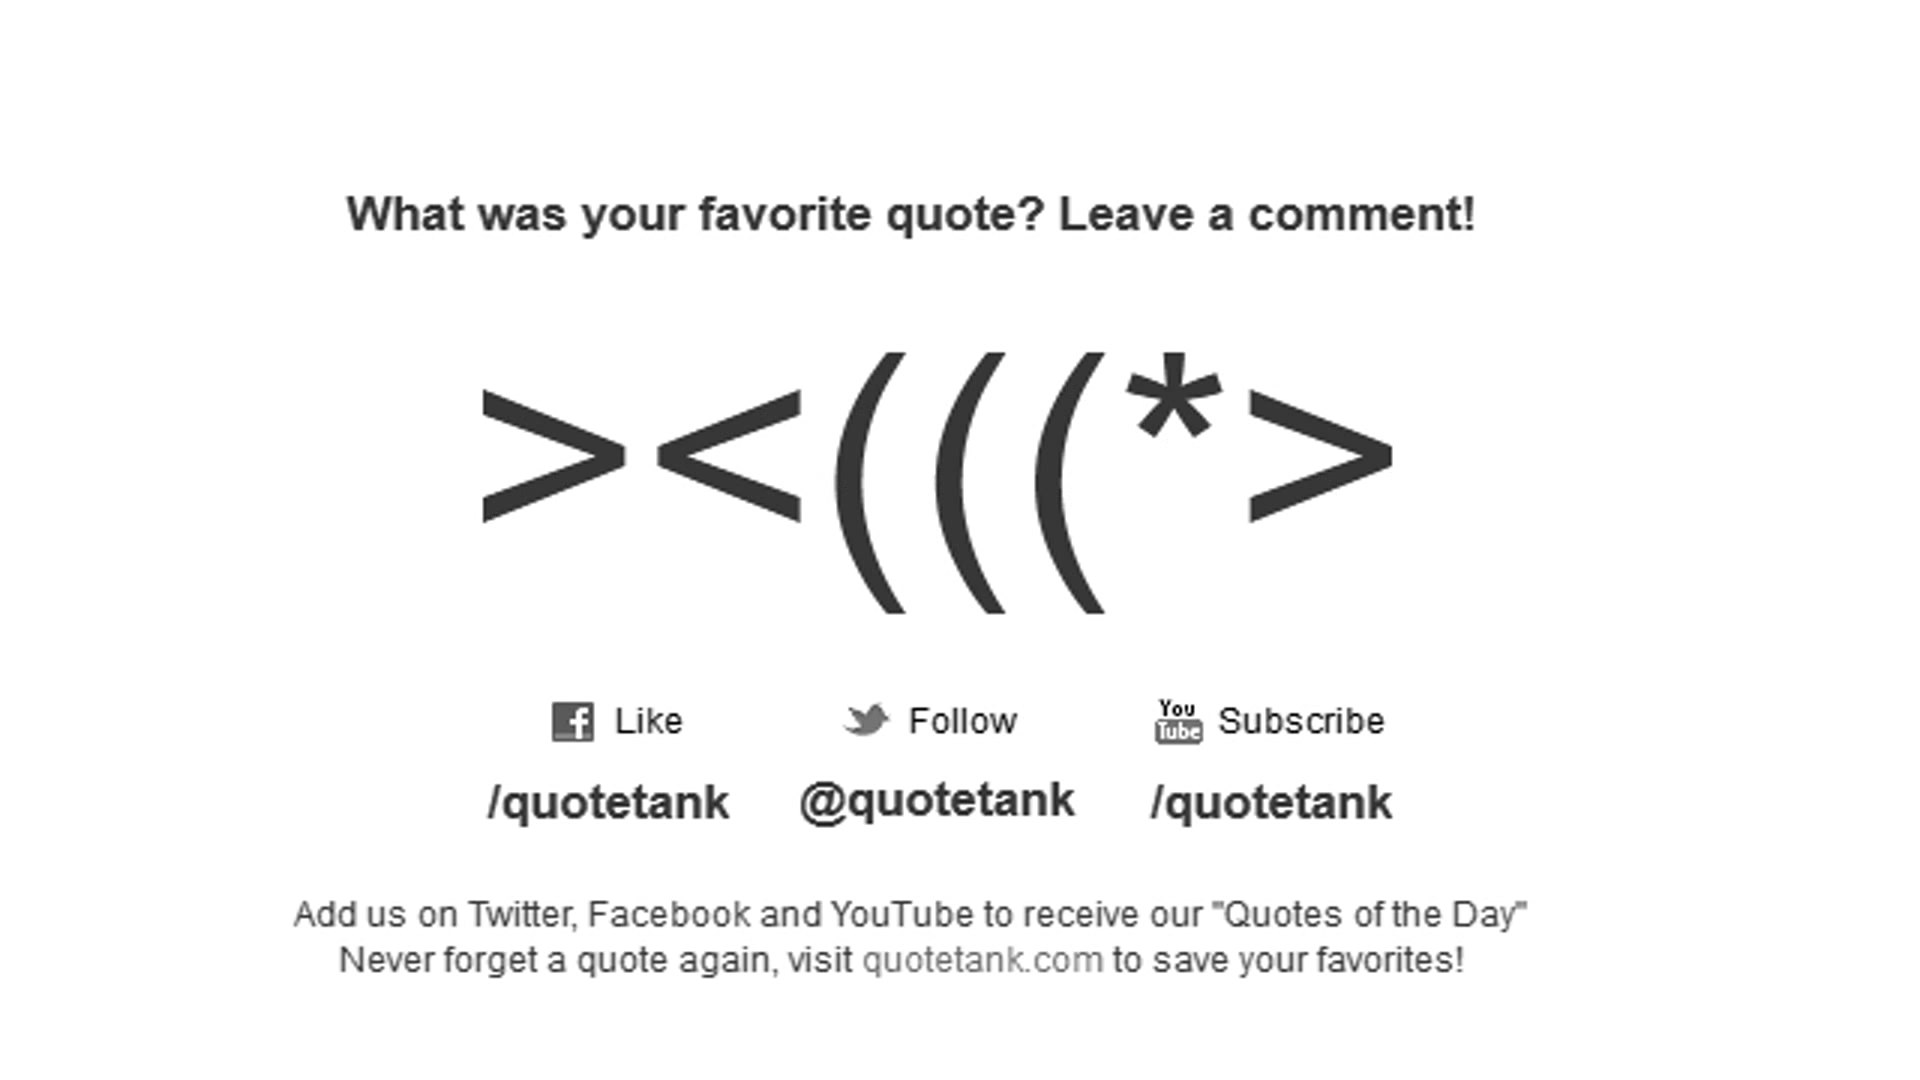 What was your favorite quote? Leave a comment!
><(((*>
f Like Follow You Tube Subscribe
/quotetank @quotetank /quotetank
Add us on Twitter, Facebook and YouTube to receive our "Quotes of the Day"
Never forget a quote again, visit quotetank.com to save your favorites!